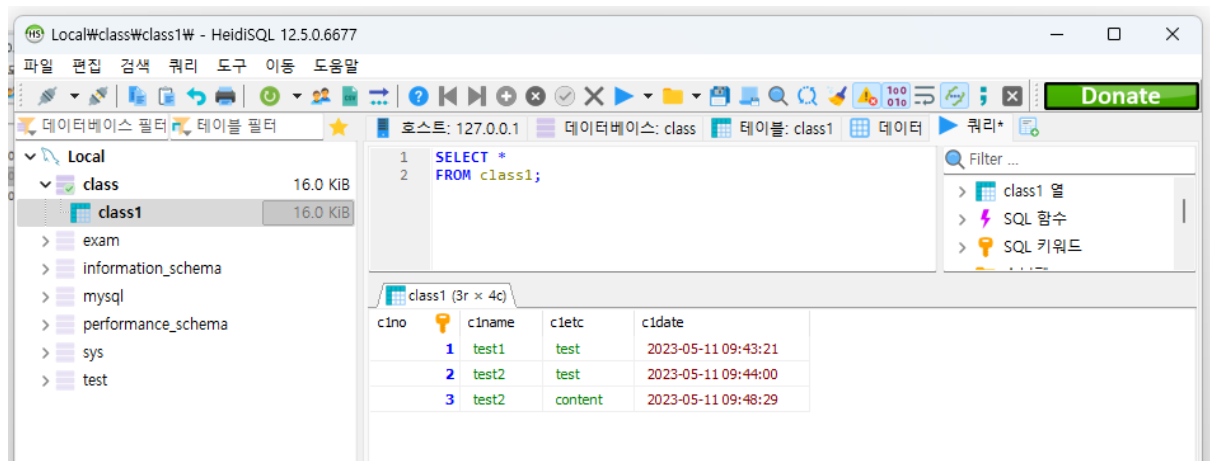 Local₩class₩class1₩ - HeidiSQL 12.5.0.6677
파일 편집 검색 쿼리 도구 이동 도움말
Donate
데이터베이스 필터 테이블 필터
호스트: 127.0.0.1 데이터베이스: class 테이블: class1 데이터 쿼리*
Local
class 16.0 KiB
class1 16.0 KiB
exam
information_schema
mysql
performance_schema
sys
test
1 SELECT *
2 FROM class1;
Filter ...
class1 열
SQL 함수
SQL 키워드
class1 (3r × 4c)
c1no c1name c1etc c1date
1 test1 test 2023-05-11 09:43:21
2 test2 test 2023-05-11 09:44:00
3 test2 content 2023-05-11 09:48:29